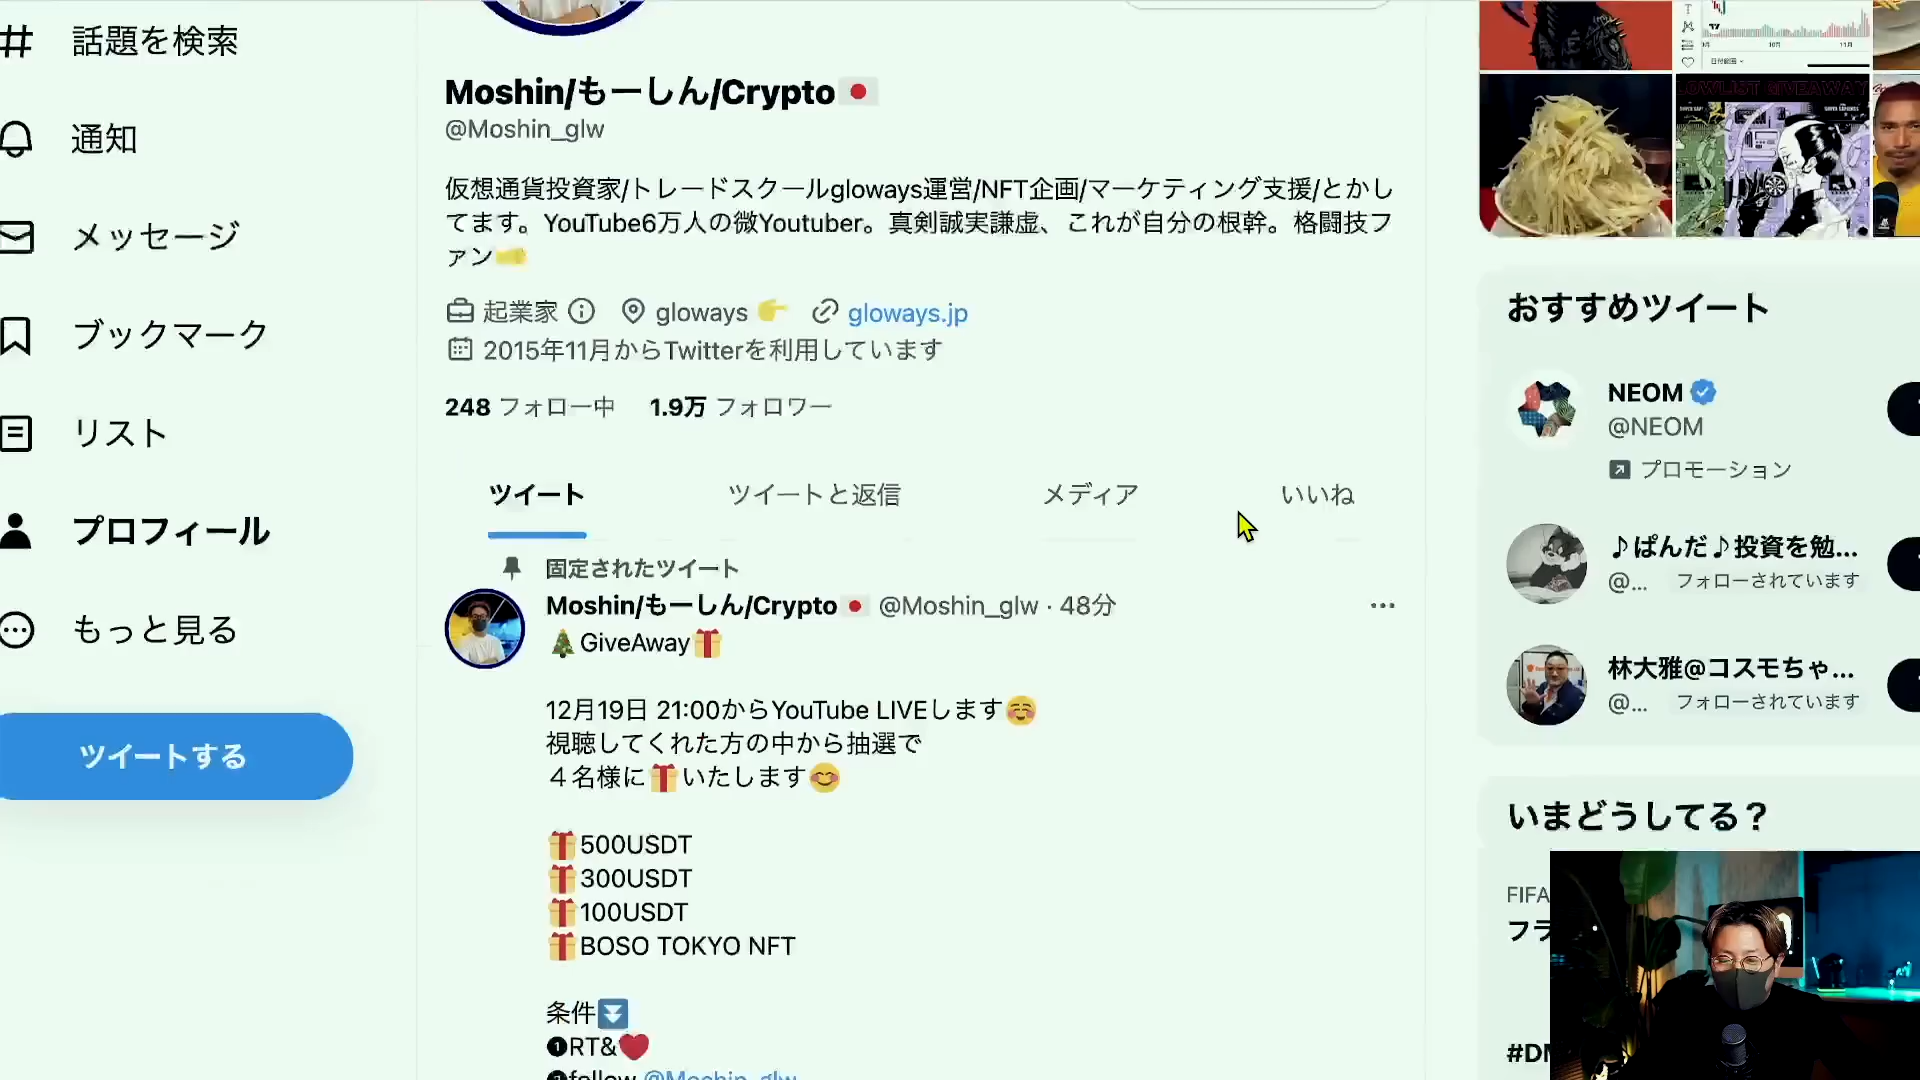 話題を検索
通知
メッセージ
ブックマーク
リスト
プロフィール
もっと見る
ツイートする
Moshin/もーしん/Crypto🇯🇵
@Moshin_glw
仮想通貨投資家/トレードスクールgloways運営/NFT企画/マーケティング支援/とかし
てます。YouTube6万人の微Youtuber。真剣誠実謙虚、これが自分の根幹。格闘技フ
ァン🤜
起業家 gloways 👉 gloways.jp
2015年11月からTwitterを利用しています
248 フォロー中 1.9万 フォロワー
ツイート ツイートと返信 メディア いいね
固定されたツイート
Moshin/もーしん/Crypto🇯🇵 @Moshin_glw · 48分
🎄GiveAway🎁
12月19日 21:00からYouTube LIVEします☺️
視聴してくれた方の中から抽選で
４名様に🎁いたします😊
🎁500USDT
🎁300USDT
🎁100USDT
🎁BOSO TOKYO NFT
条件⏬
❶RT&❤️
❷follow @Moshin_glw
10月 11月
日付範囲
おすすめツイート
NEOM
@NEOM
プロモーション
♪ぱんだ♪投資を勉...
@... フォローされています
林大雅@コスモちゃ...
@... フォローされています
いまどうしてる？
FIFA
フラ
#DM